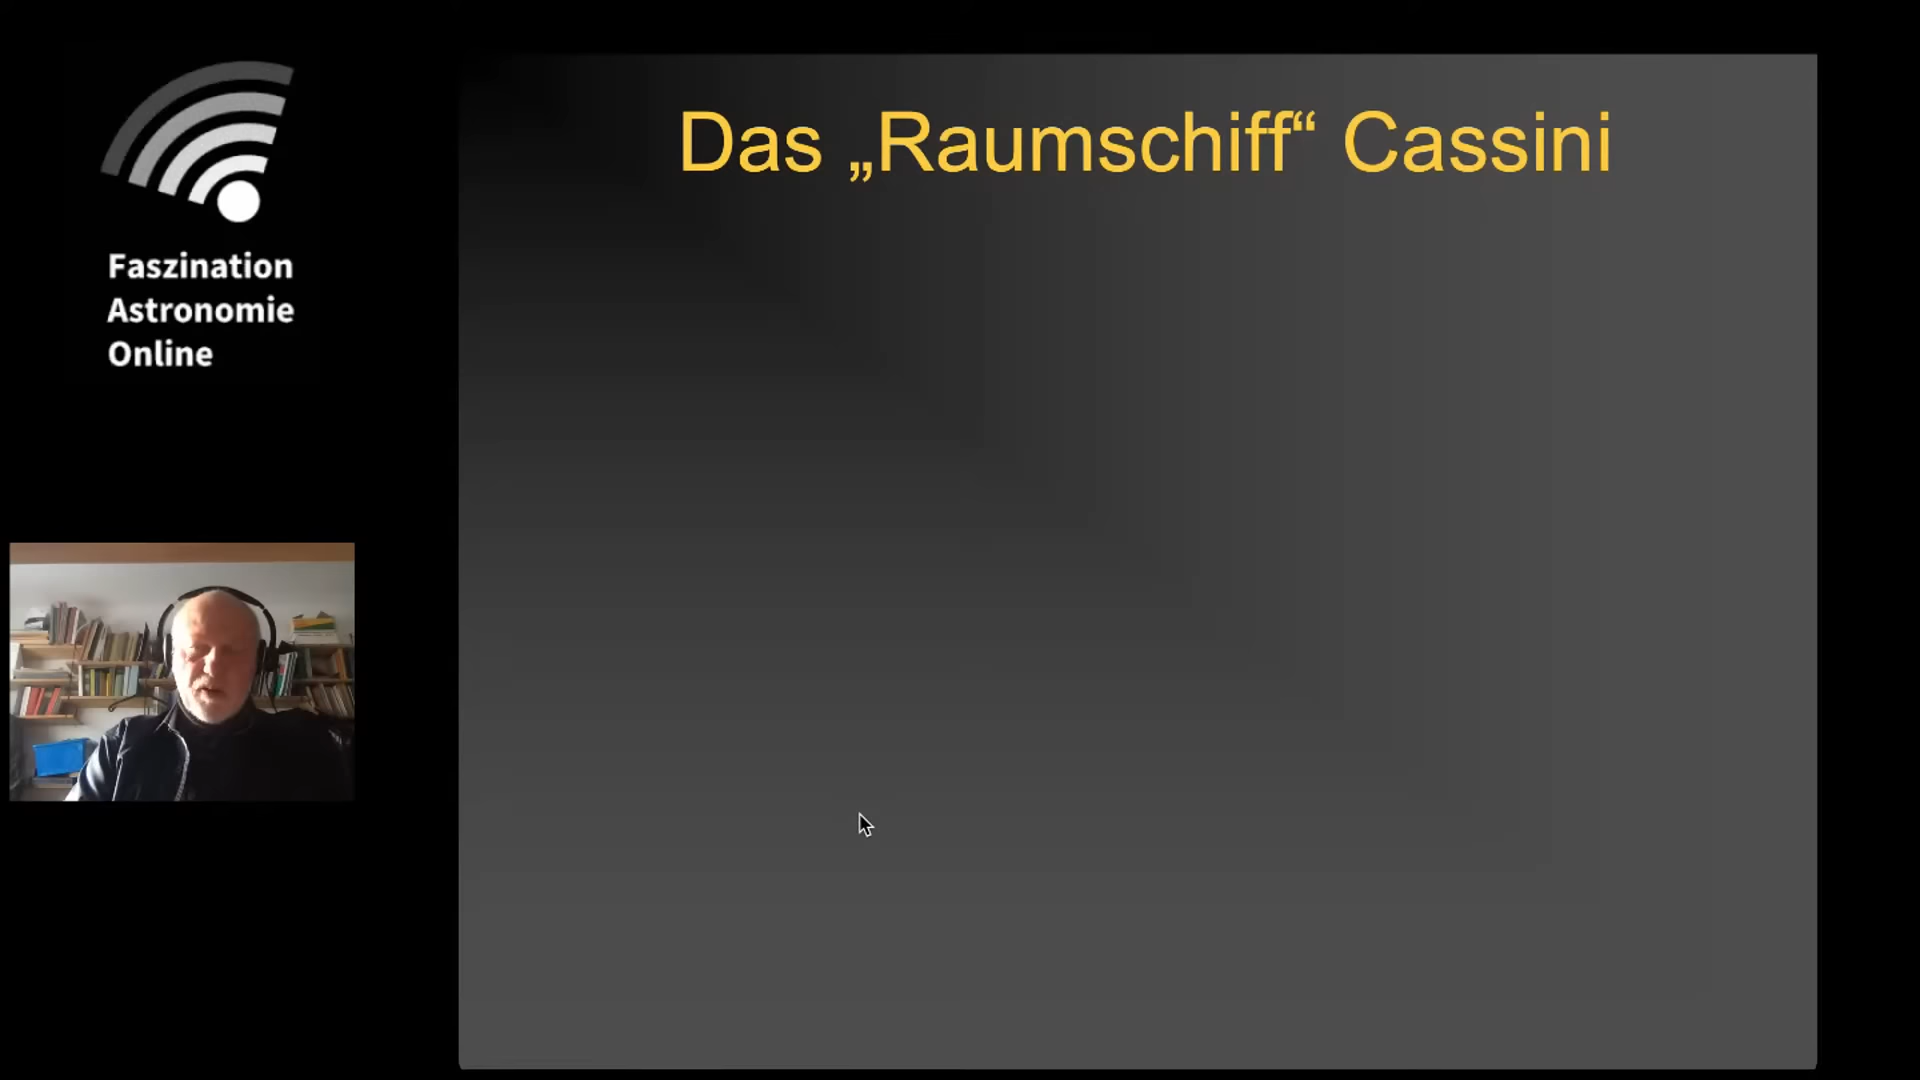 Faszination
Astronomie
Online
Das „Raumschiff“ Cassini